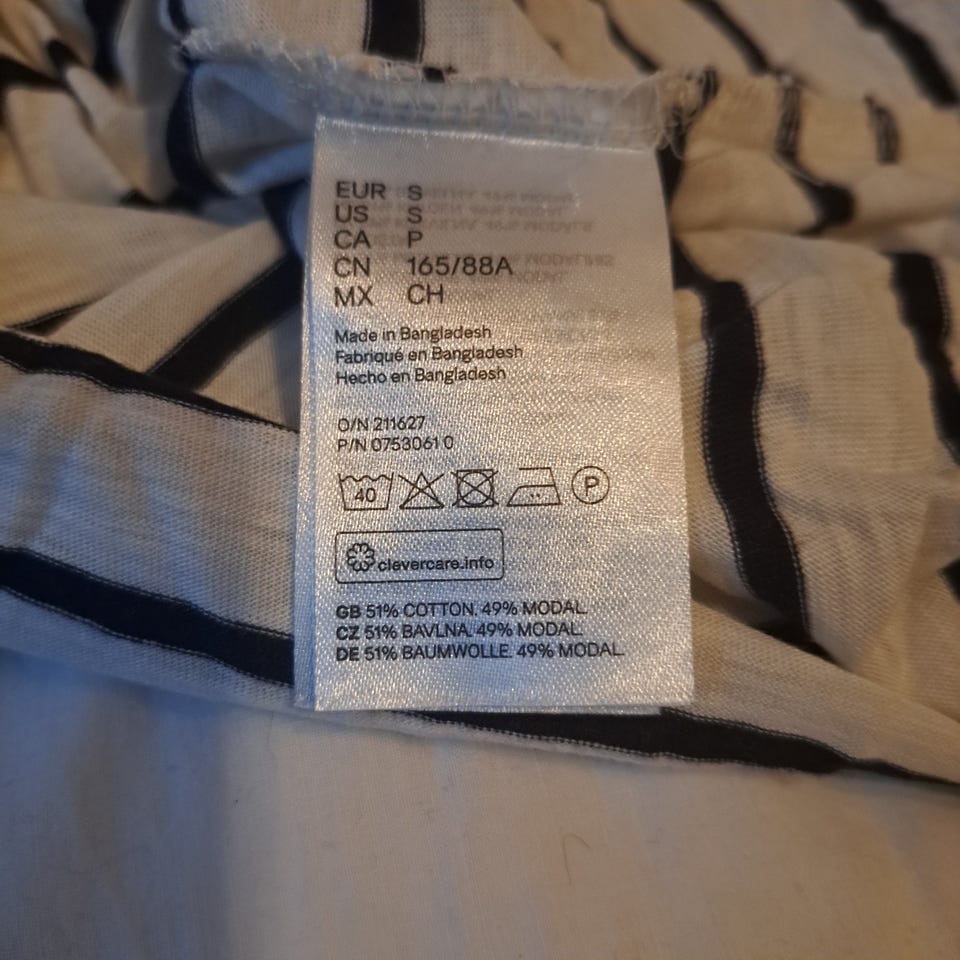 EUR S
US S
CA P
CN 165/88A
MX CH
Made in Bangladesh
Fabriqué en Bangladesh
Hecho en Bangladesh
O/N 211627
P/N 0753061 0
40 P
clevercare.info
GB 51% COTTON. 49% MODAL.
CZ 51% BAVLNA. 49% MODAL.
DE 51% BAUMWOLLE. 49% MODAL.